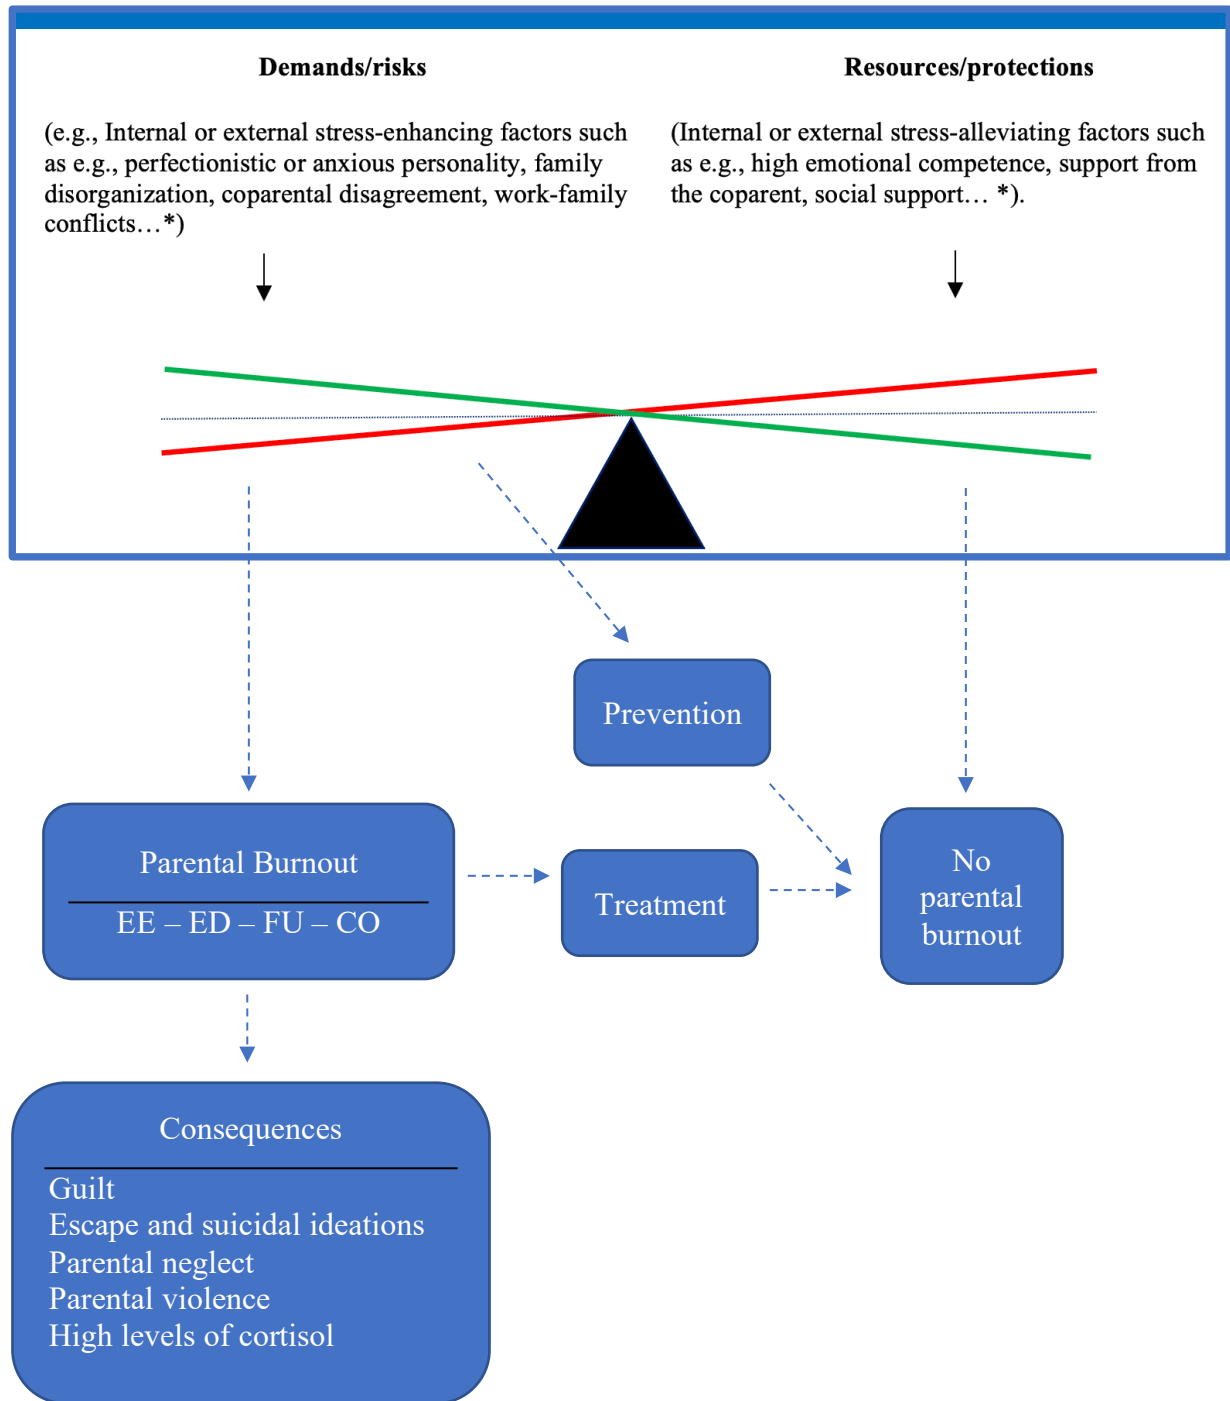 Demands/risks
(e.g., Internal or external stress-enhancing factors such
as e.g., perfectionistic or anxious personality, family
disorganization, coparental disagreement, work-family
conflicts…*)
Resources/protections
(Internal or external stress-alleviating factors such
as e.g., high emotional competence, support from
the coparent, social support… *).
Prevention
Parental Burnout
EE – ED – FU – CO
Treatment
No
parental
burnout
Consequences
Guilt
Escape and suicidal ideations
Parental neglect
Parental violence
High levels of cortisol